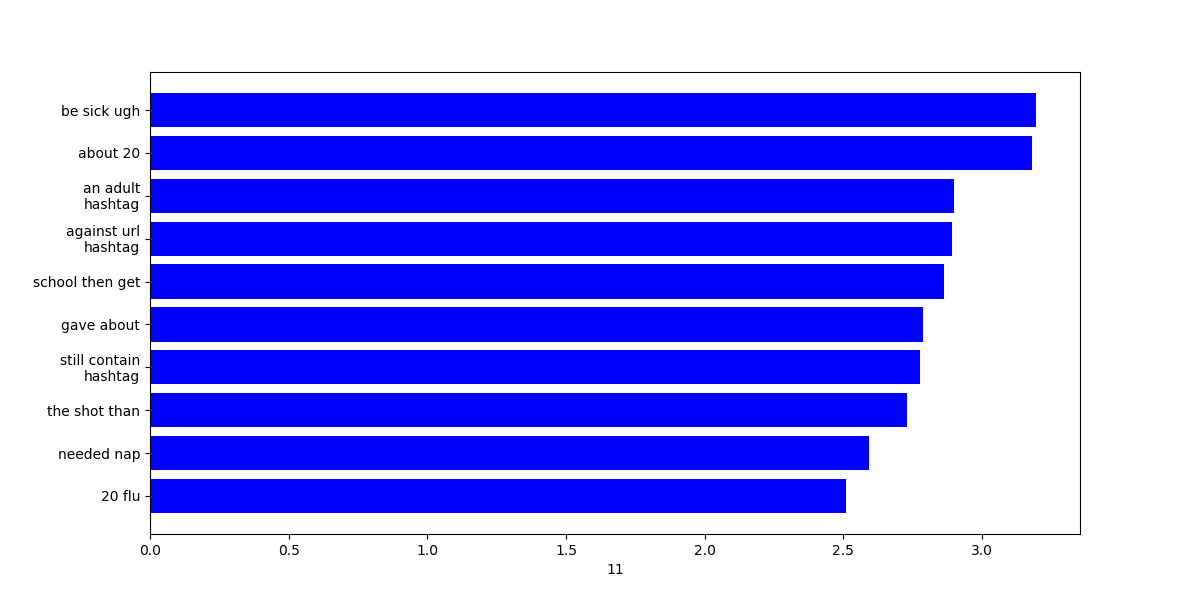 be sick ugh
about 20
an adult
hashtag
against url
hashtag
school then get
gave about
still contain
hashtag
the shot than
needed nap
20 flu
0.0 0.5 1.0 1.5 2.0 2.5 3.0
11